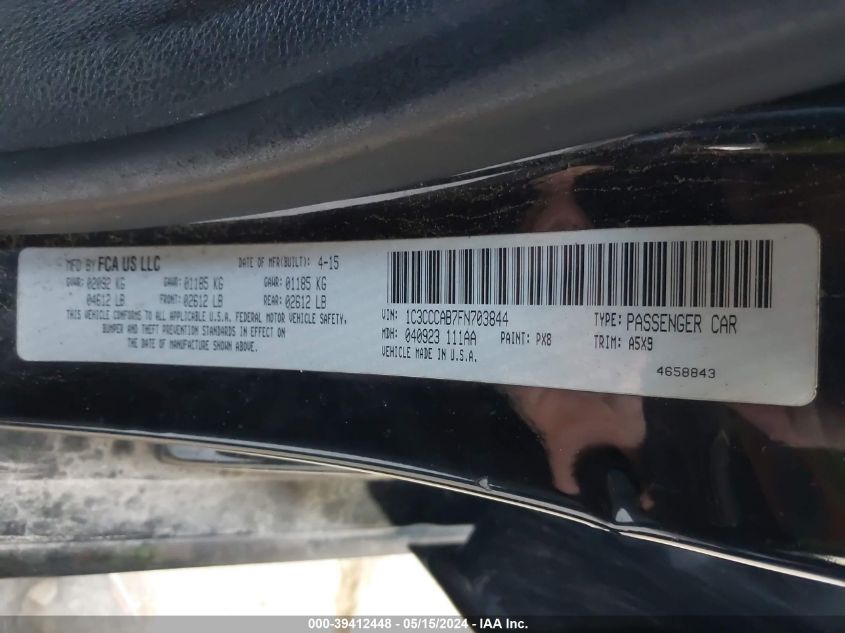 MFD BY FCA US LLC DATE OF MFR(BUILT): 4-15
GVWR: 02092 KG GAWR: 01185 KG GAWR: 01185 KG
04612 LB FRONT: 02612 LB REAR: 02612 LB
THIS VEHICLE CONFORMS TO ALL APPLICABLE U.S.A. FEDERAL MOTOR VEHICLE SAFETY,
BUMPER AND THEFT PREVENTION STANDARDS IN EFFECT ON
THE DATE OF MANUFACTURE SHOWN ABOVE.
VIN: 1C3CCCAB7FN703844 TYPE: PASSENGER CAR
MDH: 040923 111AA PAINT: PX8 TRIM: A5X9
VEHICLE MADE IN U.S.A.
4658843
000-39412448 - 05/15/2024 - IAA Inc.